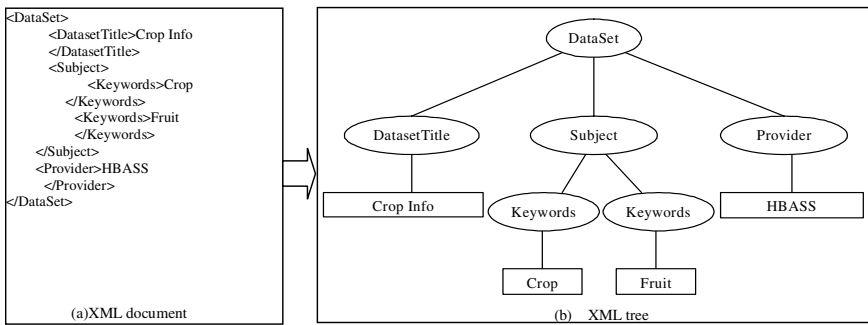 <DataSet>
<DatasetTitle>Crop Info
</DatasetTitle>
<Subject>
<Keywords>Crop
</Keywords>
<Keywords>Fruit
</Keywords>
</Subject>
<Provider>HBASS
</Provider>
</DataSet>
(a)XML document
DataSet
DatasetTitle
Subject
Provider
Crop Info
Keywords
Keywords
HBASS
Crop
Fruit
(b) XML tree